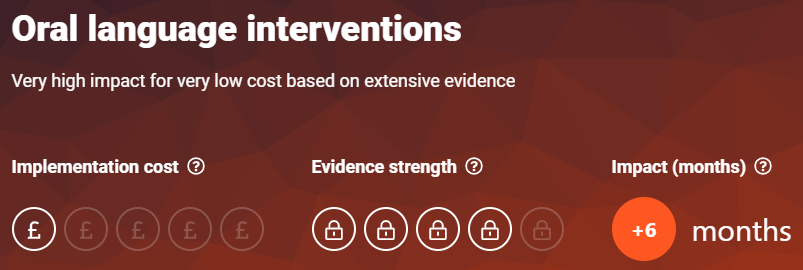 Oral language interventions
Very high impact for very low cost based on extensive evidence
Implementation cost ? Evidence strength ? Impact (months) ?
£ £ £ £ £ +6 months